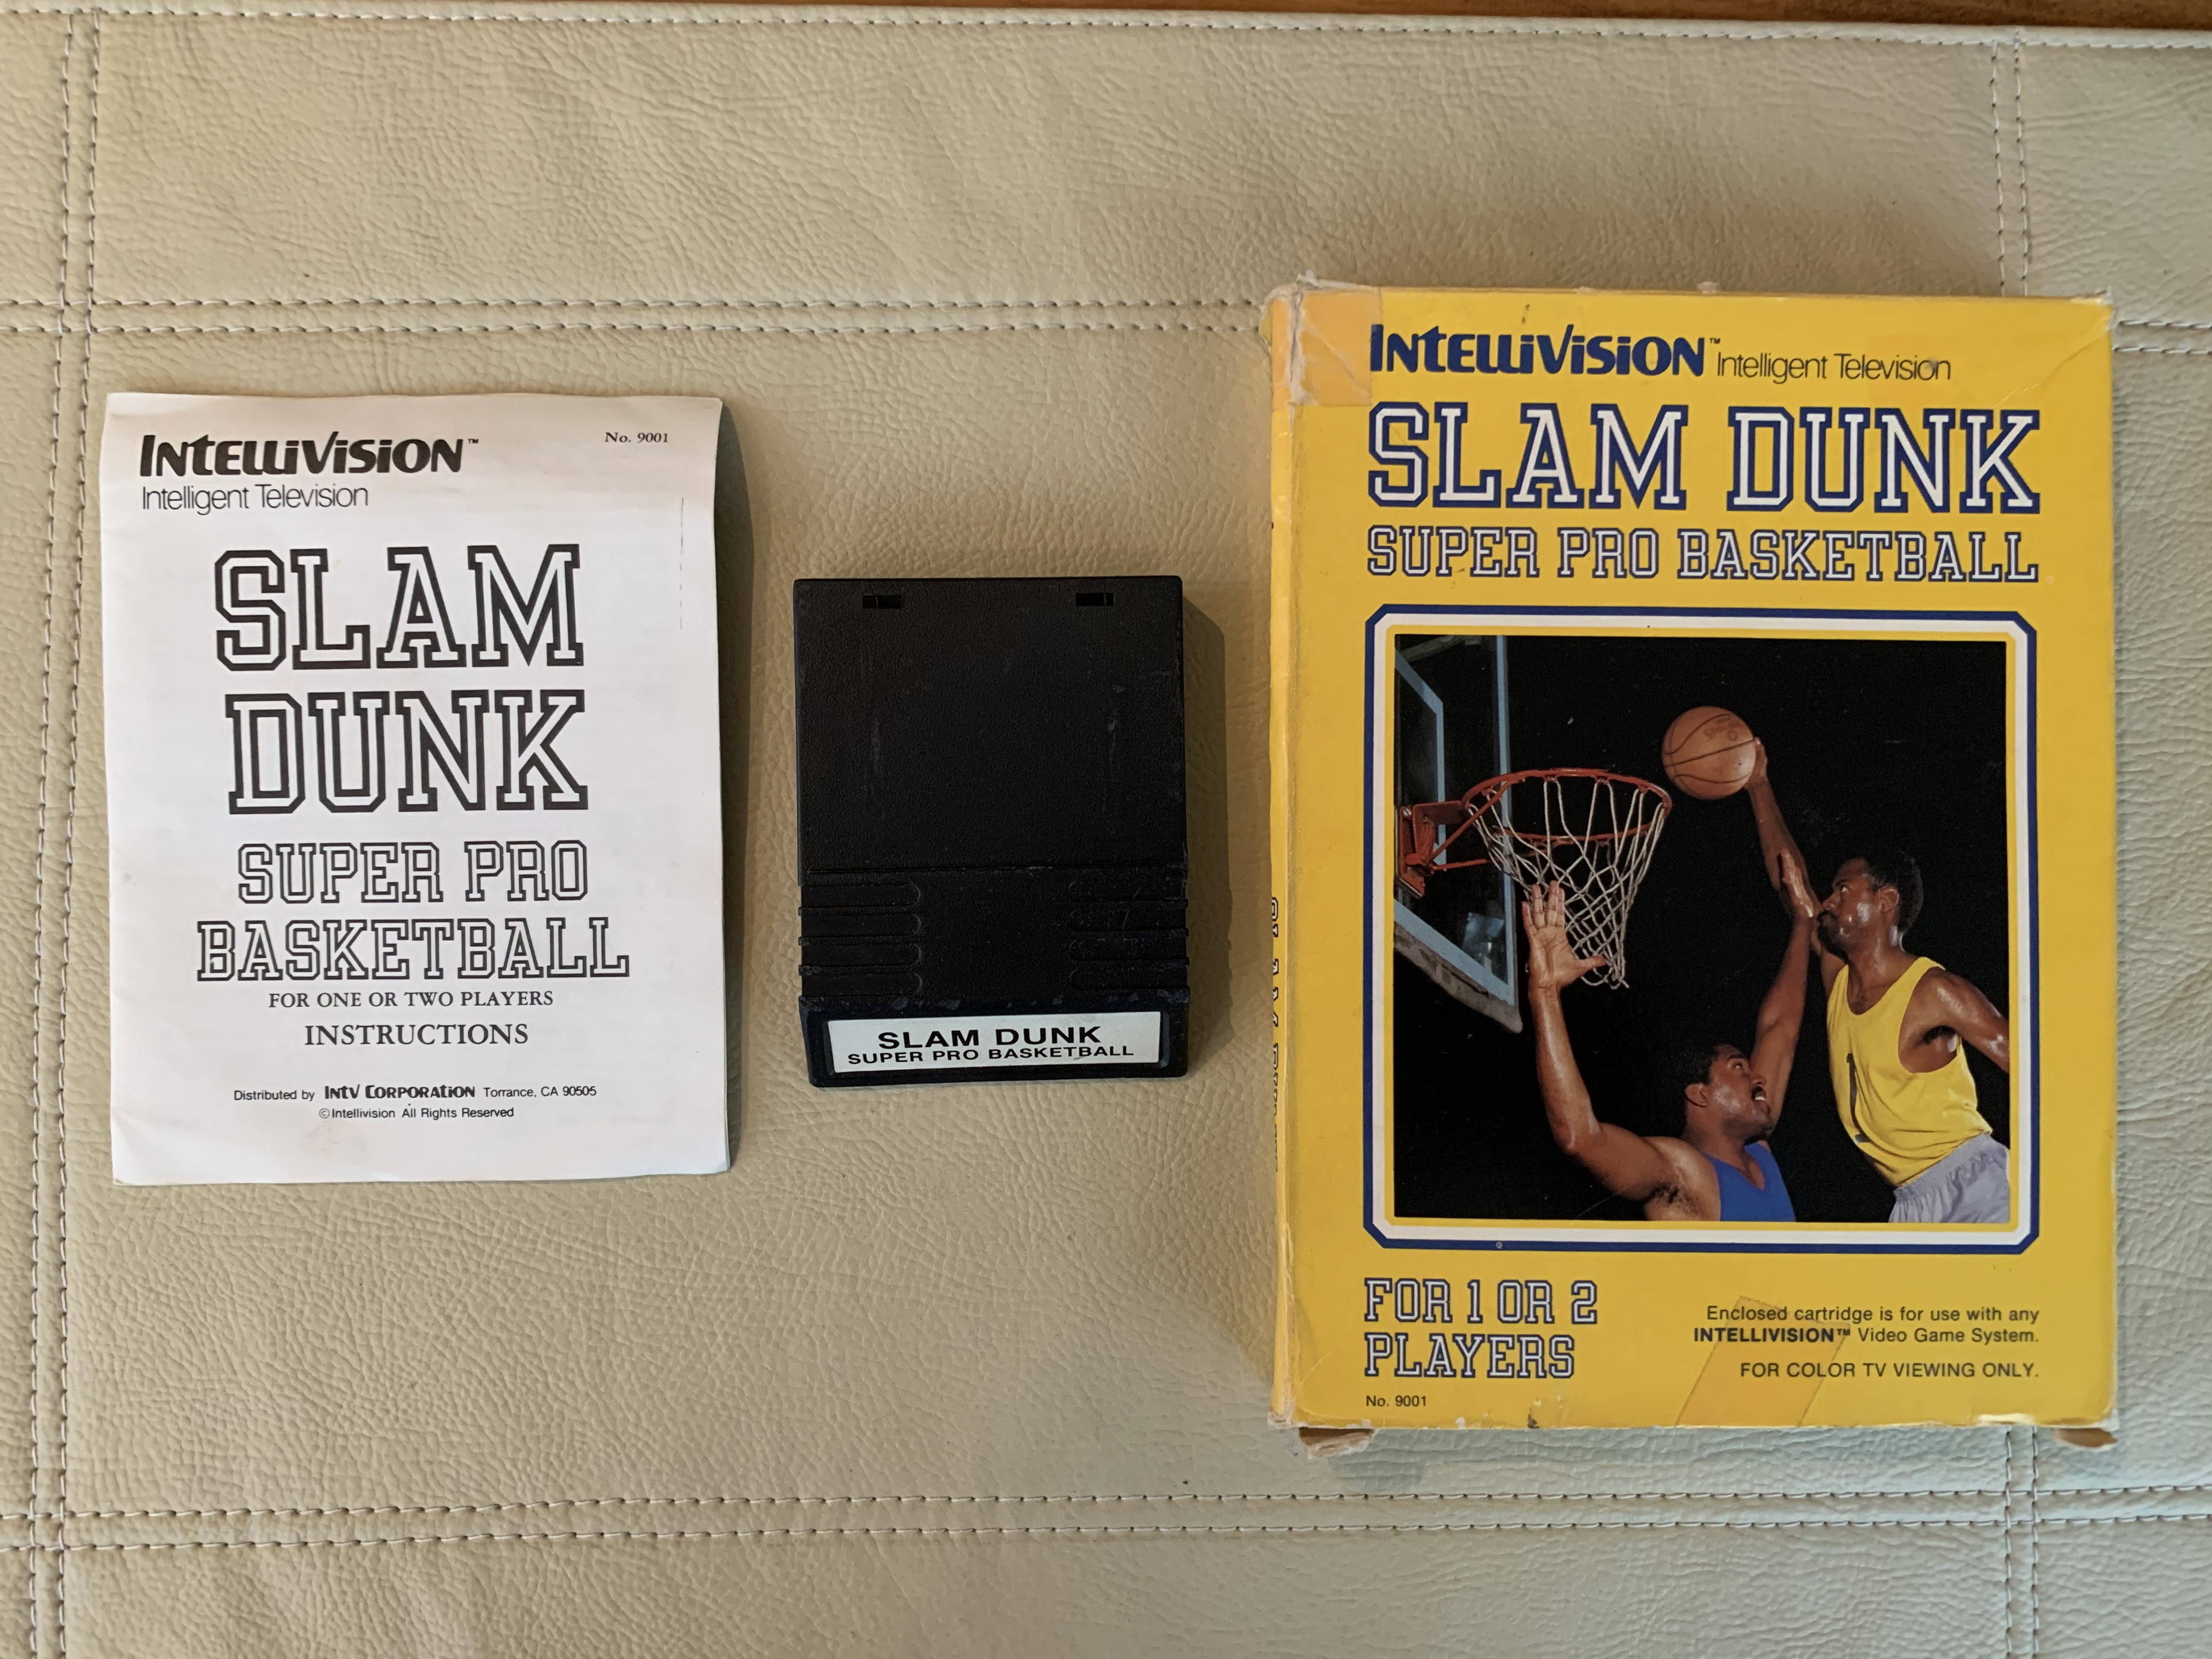 INTELLIVISION™
Intelligent Television
No. 9001
SLAM
DUNK
SUPER PRO
BASKETBALL
FOR ONE OR TWO PLAYERS
INSTRUCTIONS
Distributed by INTV CORPORATION Torrance, CA 90505
©Intellivision All Rights Reserved
SLAM DUNK
SUPER PRO BASKETBALL
INTELLIVISION™ Intelligent Television
SLAM DUNK
SUPER PRO BASKETBALL
1
FOR 1 OR 2
PLAYERS
No. 9001
Enclosed cartridge is for use with any
INTELLIVISION™ Video Game System.
FOR COLOR TV VIEWING ONLY.